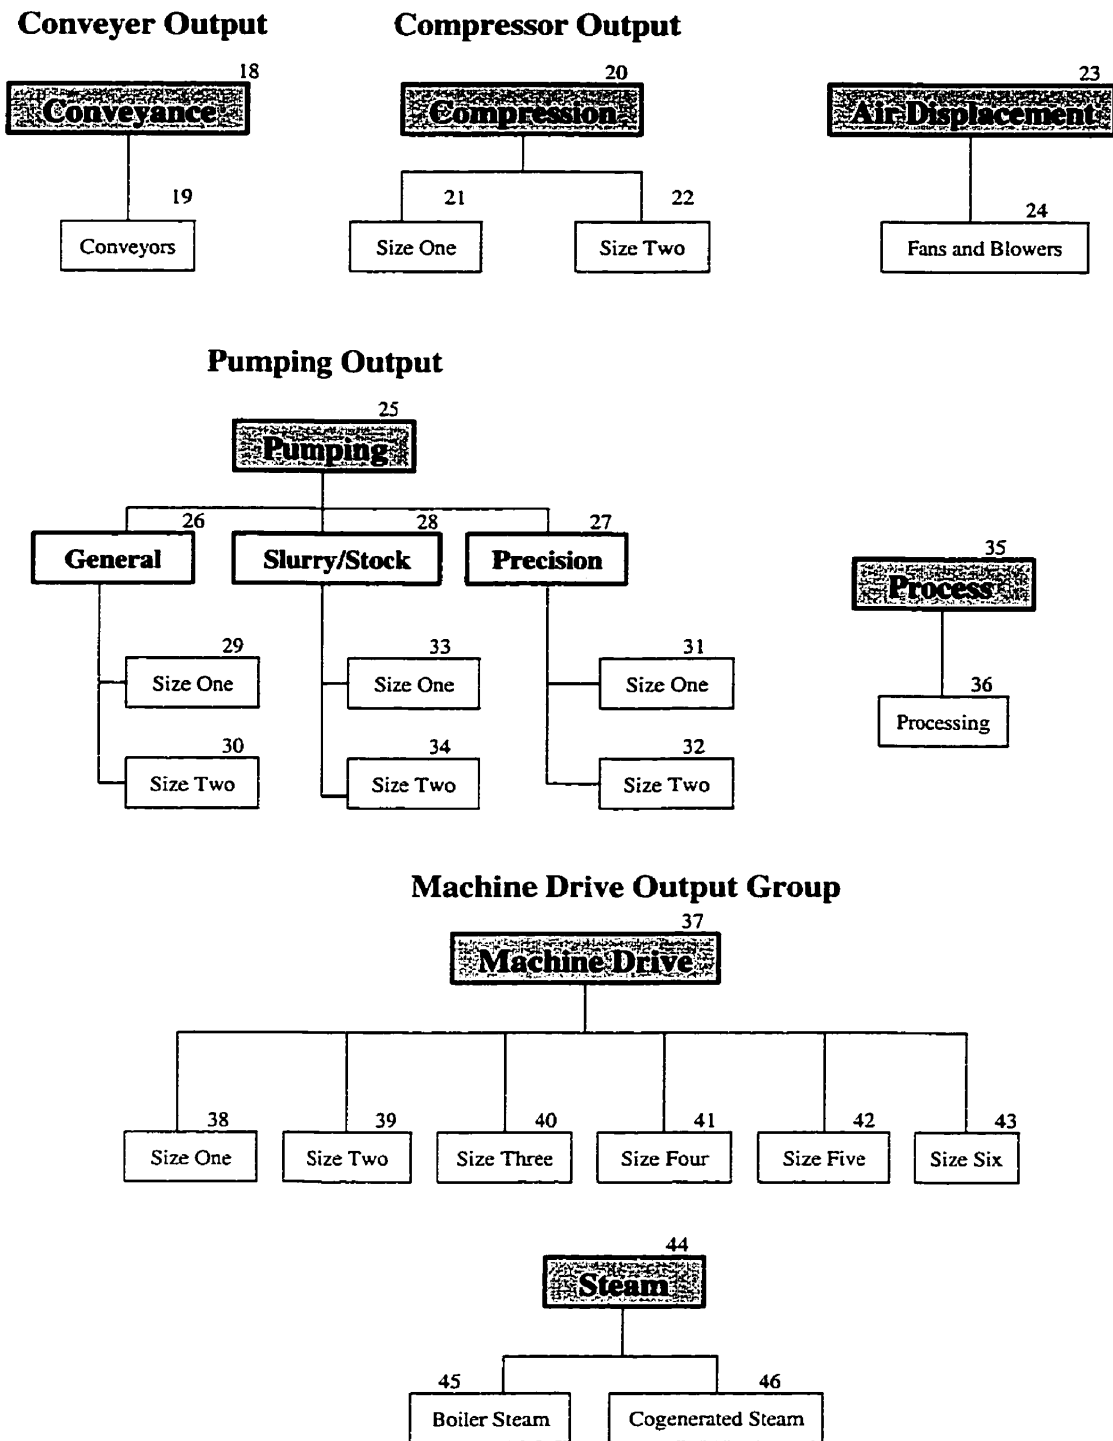 Conveyer Output
Compressor Output
18
Conveyance
20
Compression
23
Air Displacement
19
Conveyors
21
Size One
22
Size Two
24
Fans and Blowers
Pumping Output
25
Pumping
26
General
28
Slurry/Stock
27
Precision
35
Process
29
Size One
33
Size One
31
Size One
36
Processing
30
Size Two
34
Size Two
32
Size Two
Machine Drive Output Group
37
Machine Drive
38
Size One
39
Size Two
40
Size Three
41
Size Four
42
Size Five
43
Size Six
44
Steam
45
Boiler Steam
46
Cogenerated Steam